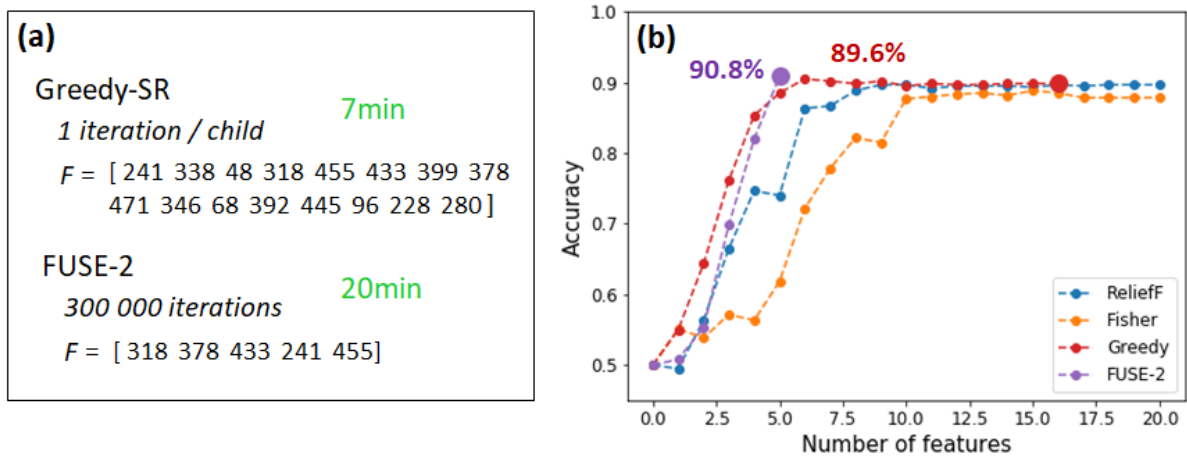 (a)
Greedy-SR
1 iteration / child
7min
F = [ 241 338 48 318 455 433 399 378
471 346 68 392 445 96 228 280 ]
FUSE-2
300 000 iterations
20min
F = [ 318 378 433 241 455]
(b)
90.8%
89.6%
Accuracy
1.0
0.9
0.8
0.7
0.6
0.5
0.0 2.5 5.0 7.5 10.0 12.5 15.0 17.5 20.0
Number of features
ReliefF
Fisher
Greedy
FUSE-2